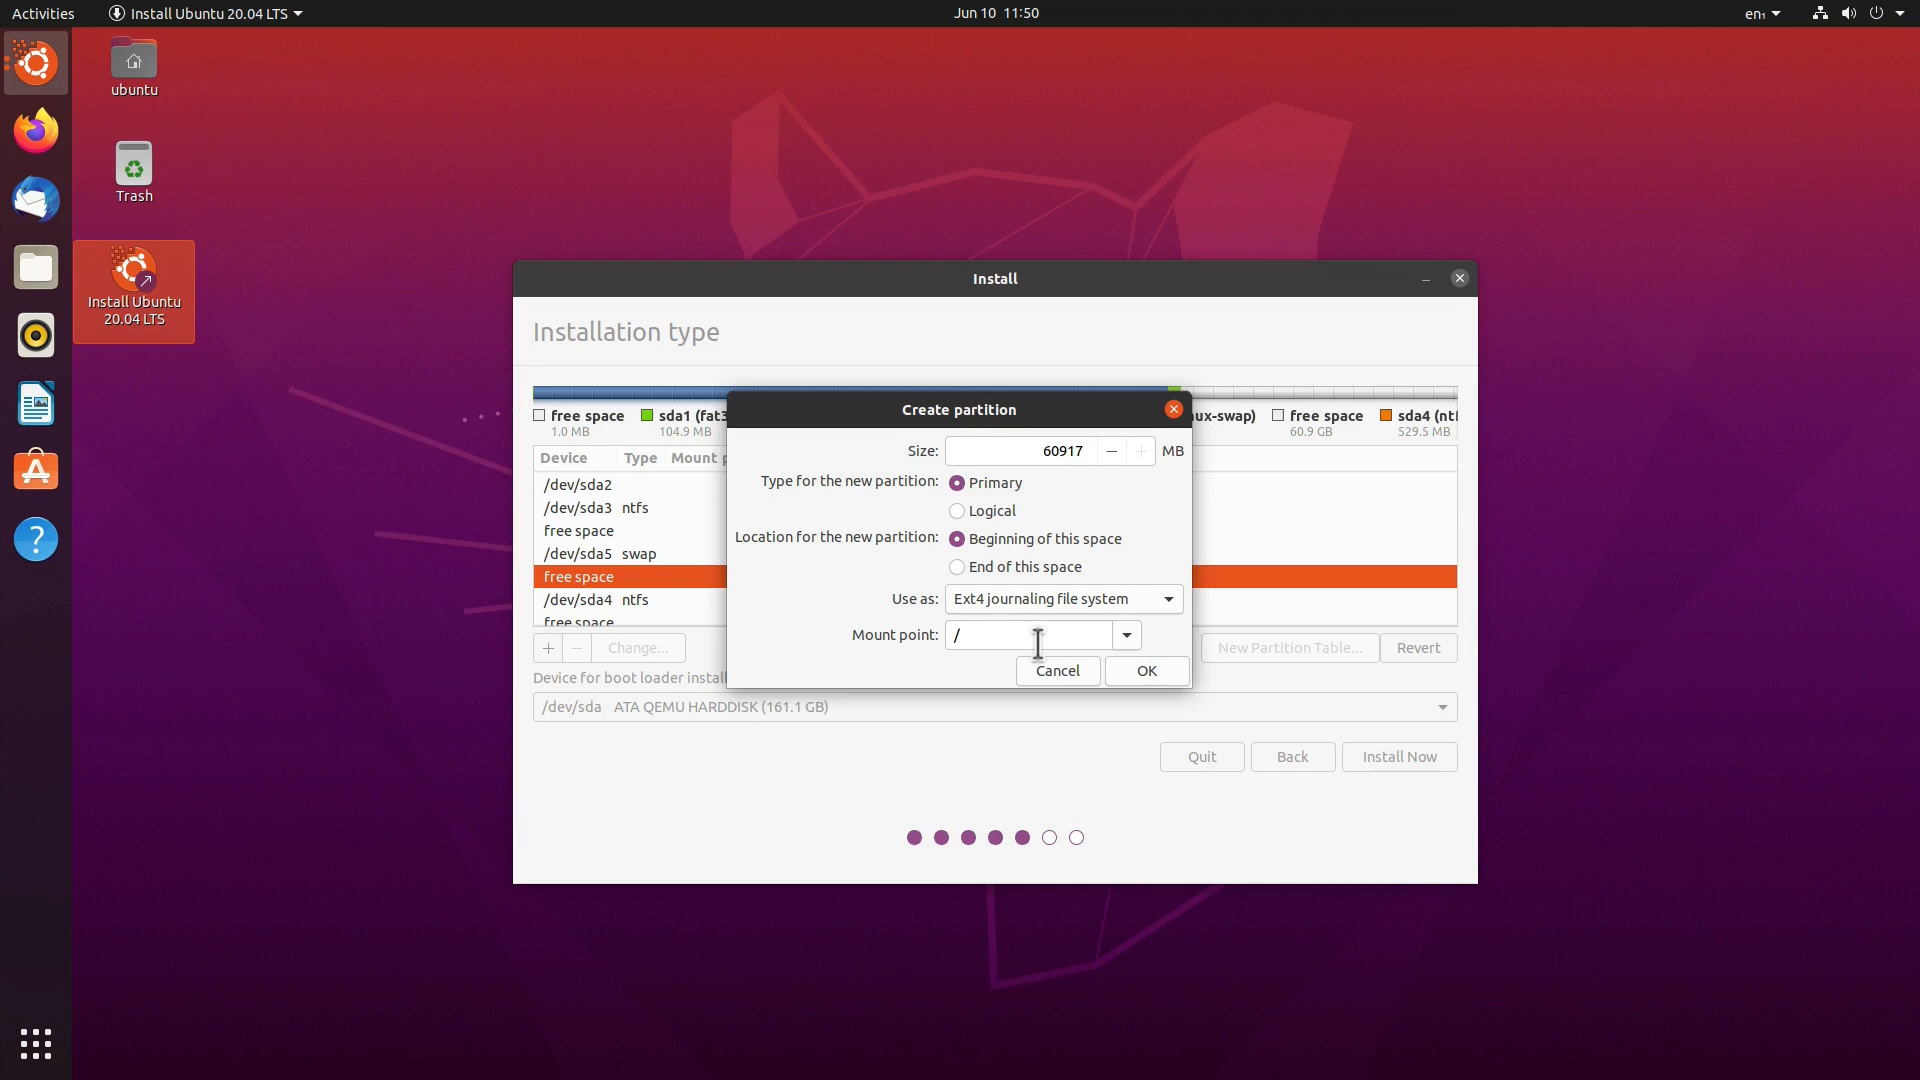 Activities
Install Ubuntu 20.04 LTS
Jun 10 11:50
en₁
ubuntu
Trash
Install Ubuntu
20.04 LTS
Install
Installation type
free space
1.0 MB
sda1 (fat3
104.9 MB
ux-swap)
free space
60.9 GB
sda4 (ntf
529.5 MB
Device Type Mount p
/dev/sda2
/dev/sda3 ntfs
free space
/dev/sda5 swap
free space
/dev/sda4 ntfs
free space
+ − Change...
New Partition Table... Revert
Device for boot loader install
/dev/sda ATA QEMU HARDDISK (161.1 GB)
Quit Back Install Now
Create partition
Size: 60917 − + MB
Type for the new partition: Primary
Logical
Location for the new partition: Beginning of this space
End of this space
Use as: Ext4 journaling file system
Mount point: /
Cancel OK